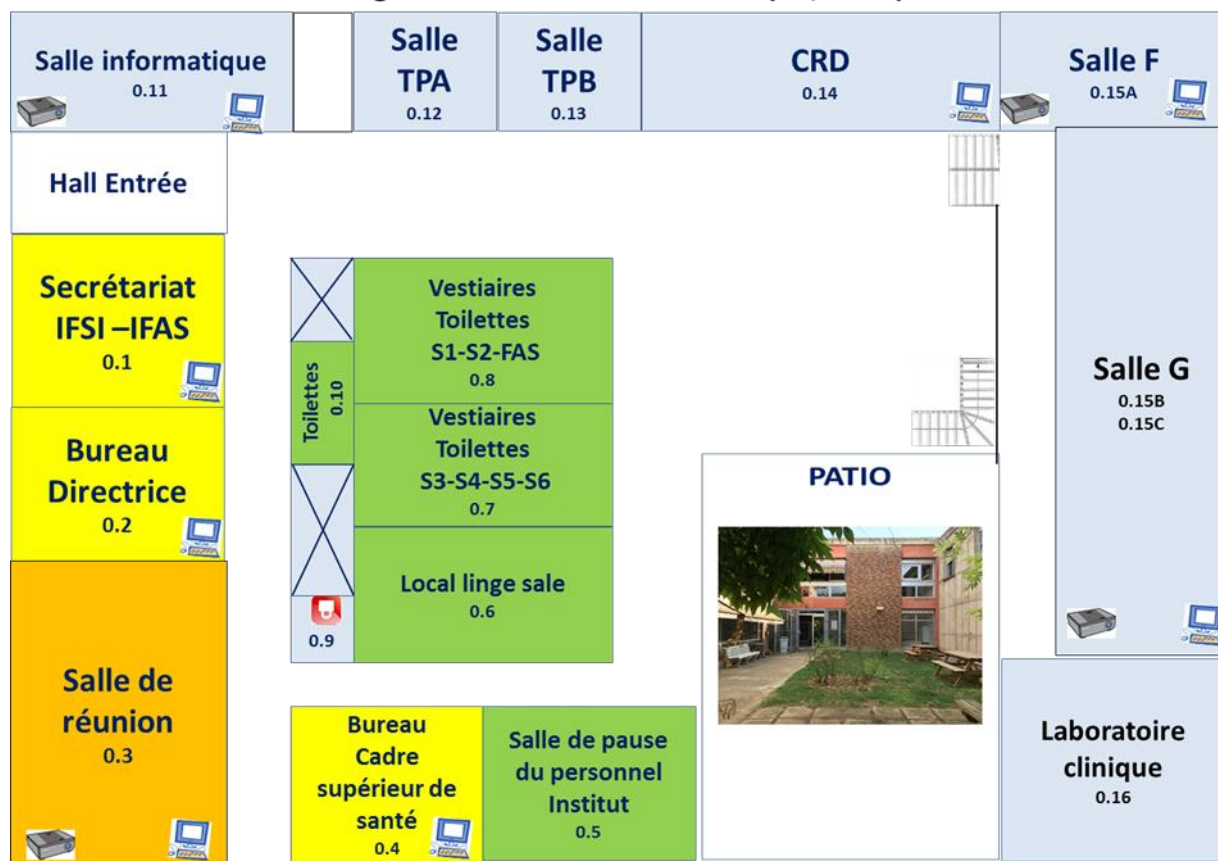 Salle informatique
0.11
Salle
TPA
0.12
Salle
TPB
0.13
CRD
0.14
Salle F
0.15A
Hall Entrée
Secrétariat
IFSI –IFAS
0.1
Bureau
Directrice
0.2
Salle de
réunion
0.3
Toilettes
0.10
Vestiaires
Toilettes
S1-S2-FAS
0.8
Vestiaires
Toilettes
S3-S4-S5-S6
0.7
Local linge sale
0.6
0.9
Bureau
Cadre
supérieur de
santé
0.4
Salle de pause
du personnel
Institut
0.5
PATIO
Salle G
0.15B
0.15C
Laboratoire
clinique
0.16